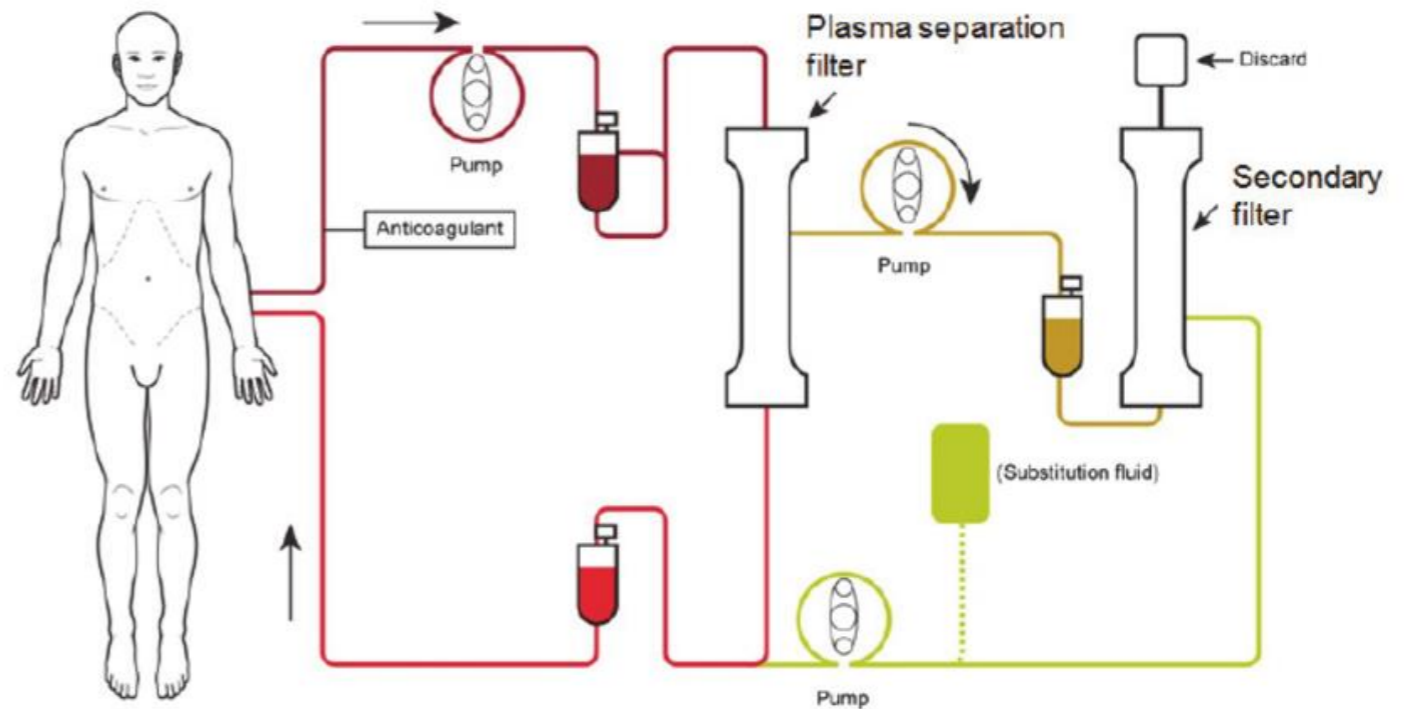 Plasma separation
filter
Discard
Pump
Secondary
filter
Anticoagulant
Pump
(Substitution fluid)
Pump